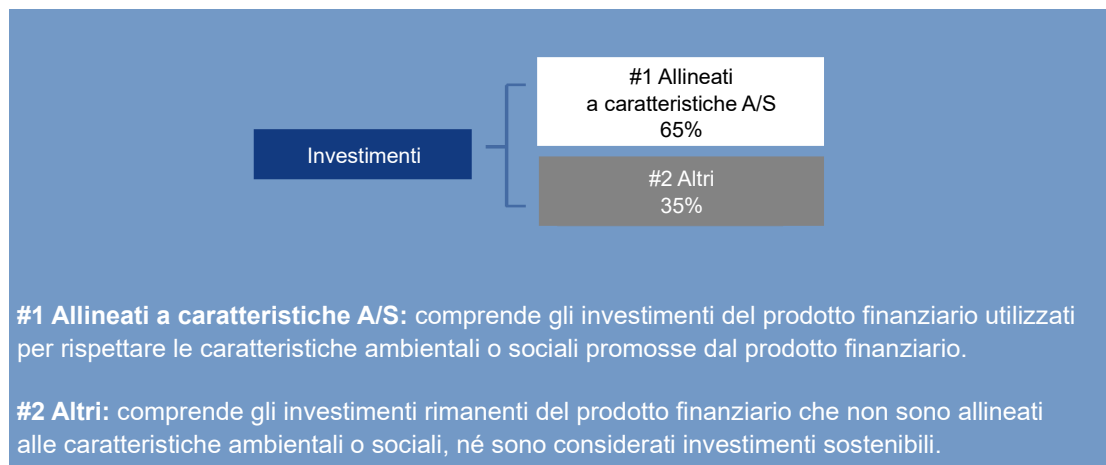 Investimenti
#1 Allineati
a caratteristiche A/S
65%
#2 Altri
35%
#1 Allineati a caratteristiche A/S: comprende gli investimenti del prodotto finanziario utilizzati
per rispettare le caratteristiche ambientali o sociali promosse dal prodotto finanziario.
#2 Altri: comprende gli investimenti rimanenti del prodotto finanziario che non sono allineati
alle caratteristiche ambientali o sociali, né sono considerati investimenti sostenibili.